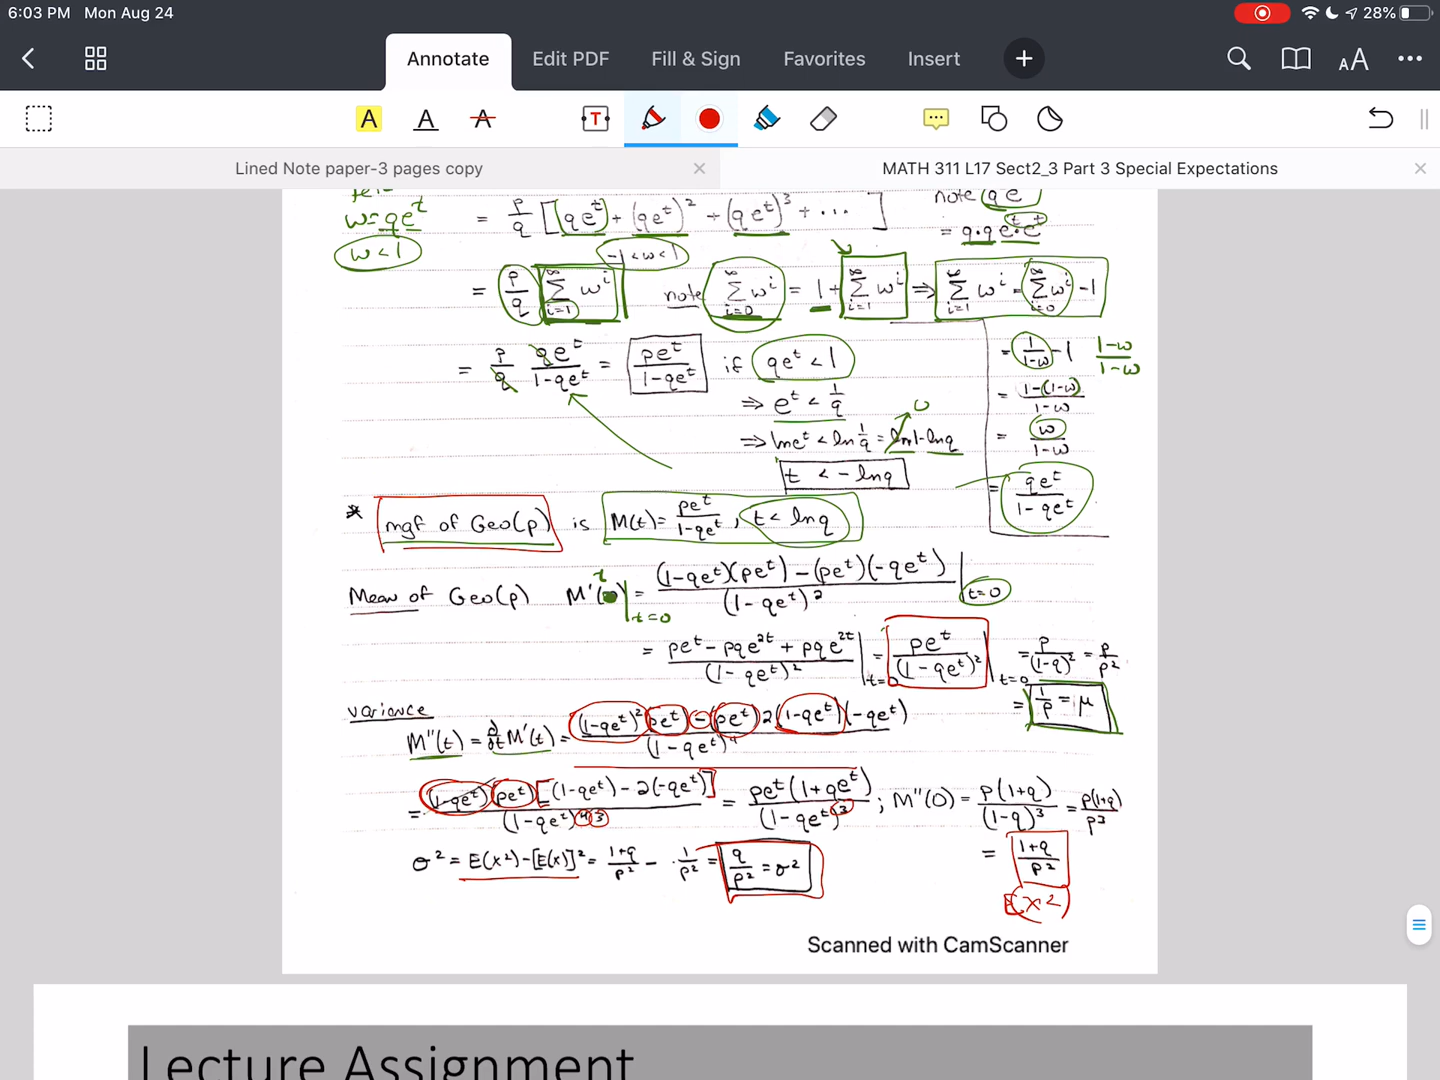 6:03 PM Mon Aug 24 28%
Annotate Edit PDF Fill & Sign Favorites Insert
Lined Note paper-3 pages copy MATH 311 L17 Sect2_3 Part 3 Special Expectations
w = qe^t = p/q [(qe^t) + (qe^t)^2 + (qe^t)^3 + ... ] note qe
w < 1 = q·q e^t·e^t
-1 < w < 1
= p/q ∑_{i=1}^∞ w^i note ∑_{i=0}^∞ w^i = 1 + ∑_{i=1}^∞ w^i ⇒ ∑_{i=1}^∞ w^i = ∑_{i=0}^∞ w^i - 1
= p/q qe^t/(1-qe^t) = pe^t/(1-qe^t) if qe^t < 1 = 1/(1-w) - 1 (1-w)/(1-w)
⇒ e^t < 1/q = (1-(1-w))/(1-w)
0
⇒ ln e^t < ln 1/q = ln1 - lnq = w/(1-w)
t < - lnq = qe^t/(1-qe^t)
* mgf of Geo(p) is M(t) = pe^t/(1-qe^t), t < lnq
Mean of Geo(p) M'(t)|_{t=0} = ((1-qe^t)(pe^t) - (pe^t)(-qe^t))/(1-qe^t)^2 |_{t=0}
= (pe^t - pqe^{2t} + pqe^{2t})/(1-qe^t)^2 |_{t=0} = pe^t/(1-qe^t)^2 |_{t=0} = p/(1-q)^2 = p/p^2
= 1/p = μ
variance
M''(t) = d/dt M'(t) = ((1-qe^t)^2 pe^t - (pe^t) 2(1-qe^t)(-qe^t))/(1-qe^t)^4
= (1-qe^t)(pe^t)[(1-qe^t) - 2(-qe^t)]/(1-qe^t)^{4 3} = pe^t(1+qe^t)/(1-qe^t)^3 ; M''(0) = p(1+q)/(1-q)^3 = p(1+q)/p^3
σ^2 = E(x^2) - [E(x)]^2 = (1+q)/p^2 - 1/p^2 = q/p^2 = σ^2 = (1+q)/p^2
E(x^2)
Scanned with CamScanner
Lecture Assignment